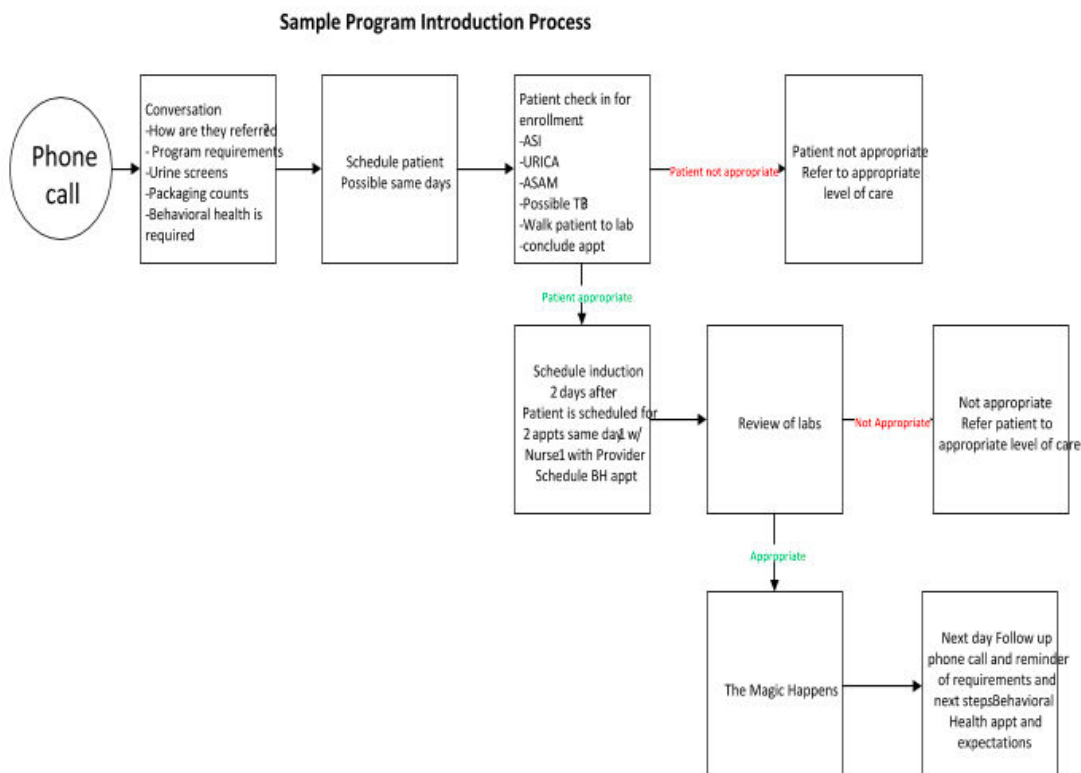 Sample Program Introduction Process
Phone
call
Conversation
-How are they referred?
- Program requirements
-Urine screens
-Packaging counts
-Behavioral health is
required
Schedule patient
Possible same days
Patient check in for
enrollment.
-ASI
-URICA
-ASAM
-Possible TB?
-Walk patient to lab
-conclude appt
Patient not appropriate
Patient not appropriate
Refer to appropriate
level of care
Patient appropriate
Schedule induction
2 days after
Patient is scheduled for
2 appts same day 1 w/
Nurse1 with Provider
Schedule BH appt
Review of labs
Not Appropriate
Not appropriate
Refer patient to
appropriate level of care
Appropriate
The Magic Happens
Next day Follow up
phone call and reminder
of requirements and
next stepsBehavioral
Health appt and
expectations